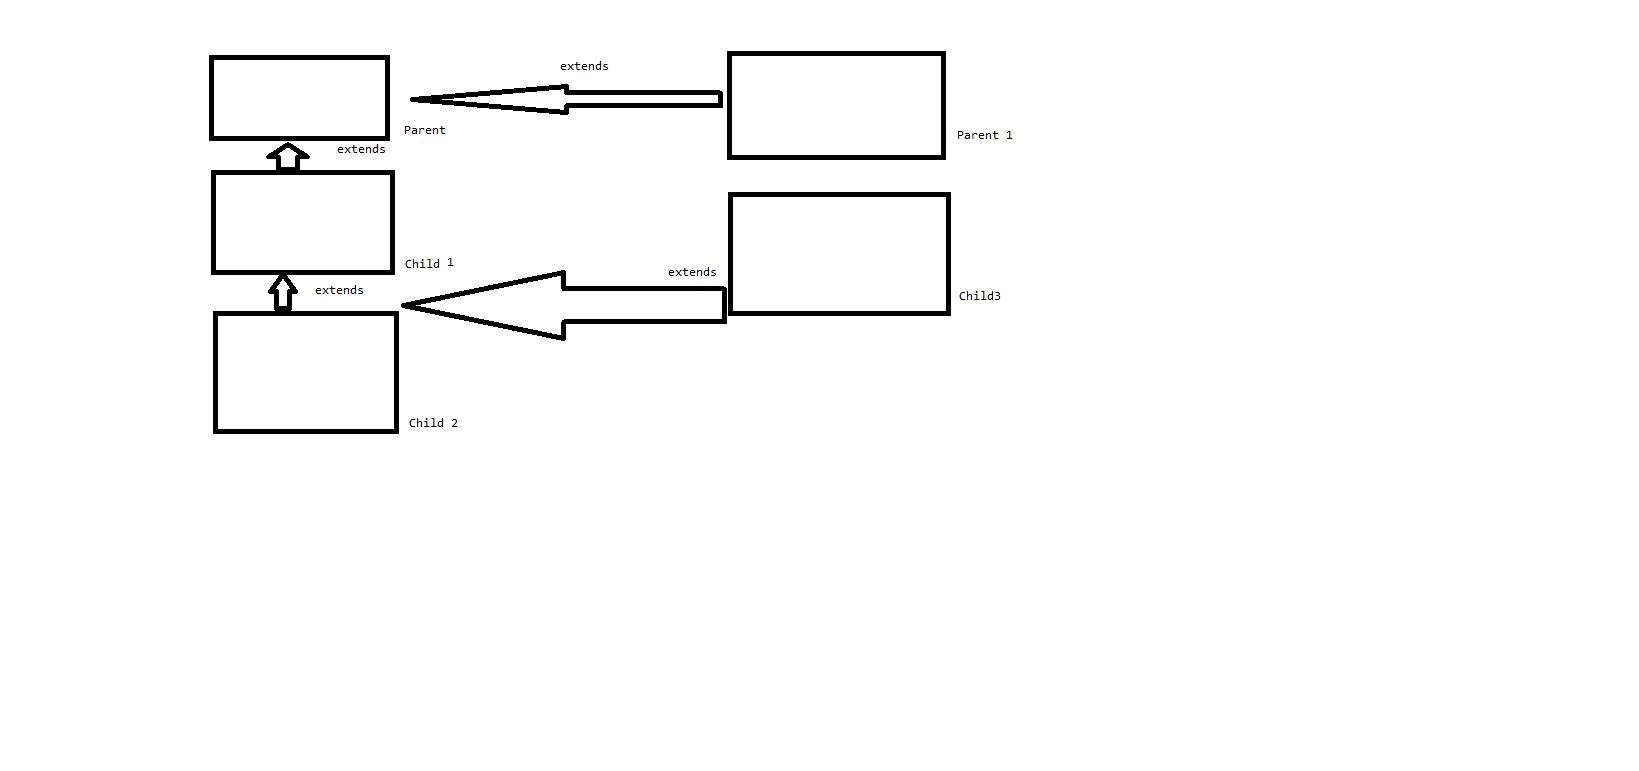 extends
Parent
Parent 1
extends
Child 1
extends
Child3
extends
Child 2